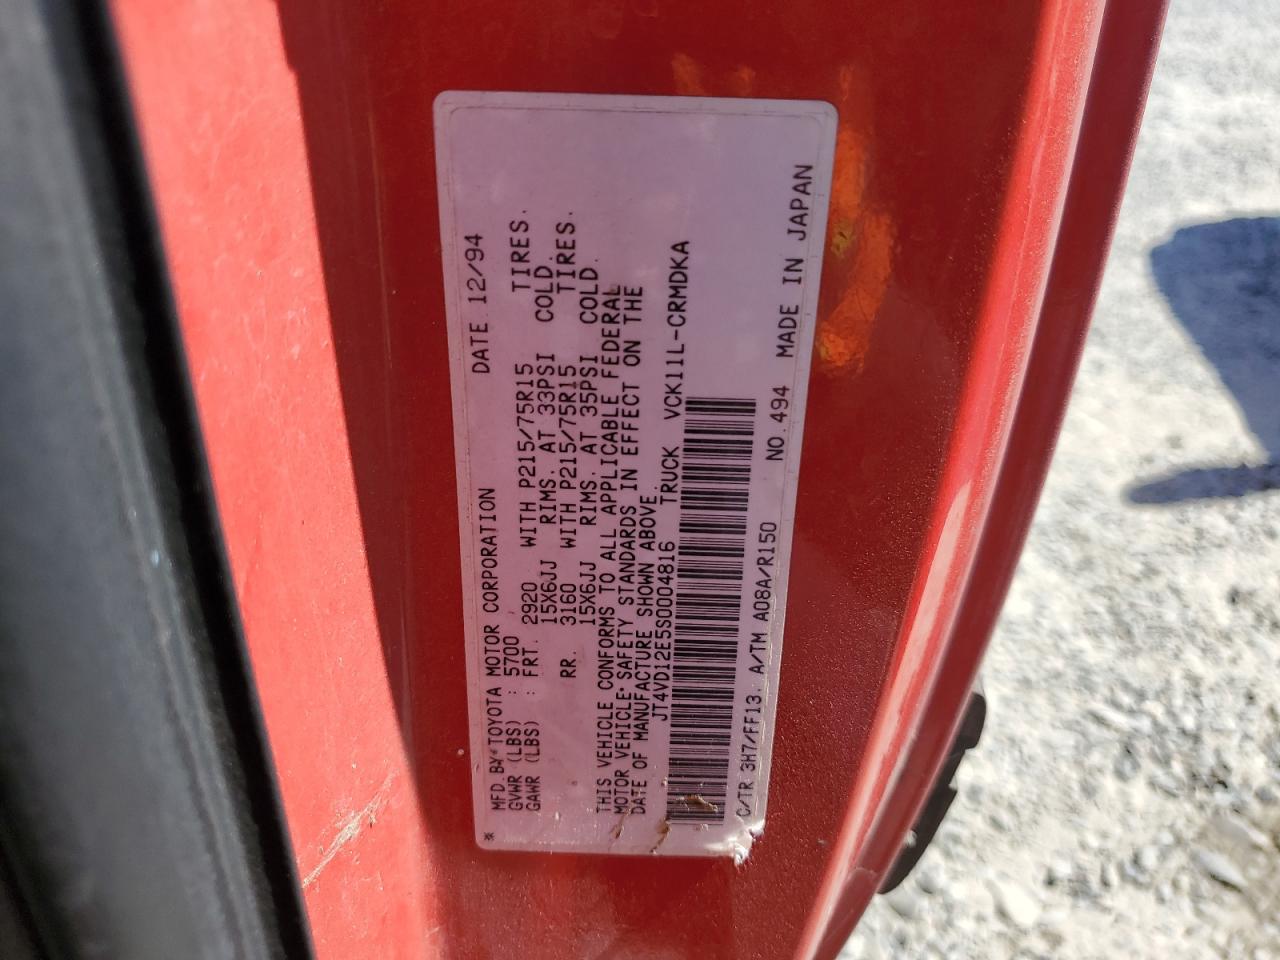 * MFD. BY TOYOTA MOTOR CORPORATION DATE 12/94
GVWR (LBS) : 5700
GAWR (LBS) : FRT. 2920 WITH P215/75R15 TIRES.
15X6JJ RIMS. AT 33PSI COLD.
RR. 3160 WITH P215/75R15 TIRES.
15X6JJ RIMS. AT 35PSI COLD.
THIS VEHICLE CONFORMS TO ALL APPLICABLE FEDERAL
MOTOR VEHICLE SAFETY STANDARDS IN EFFECT ON THE
DATE OF MANUFACTURE SHOWN ABOVE.
JT4VD12E5S0004816 TRUCK VCK11L-CRMDKA
C/TR 3H7/FF13. A/TM A08A/R150 NO.494 MADE IN JAPAN